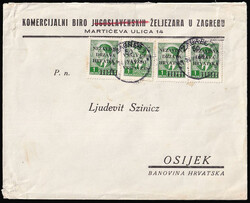 KOMERCIJALNI BIRO JUGOSLAVENSKIH ŽELJEZARA U ZAGREBU
MARTIĆEVA ULICA 14
P. n.
Ljudevit Szinicz
OSIJEK
BANOVINA HRVATSKA